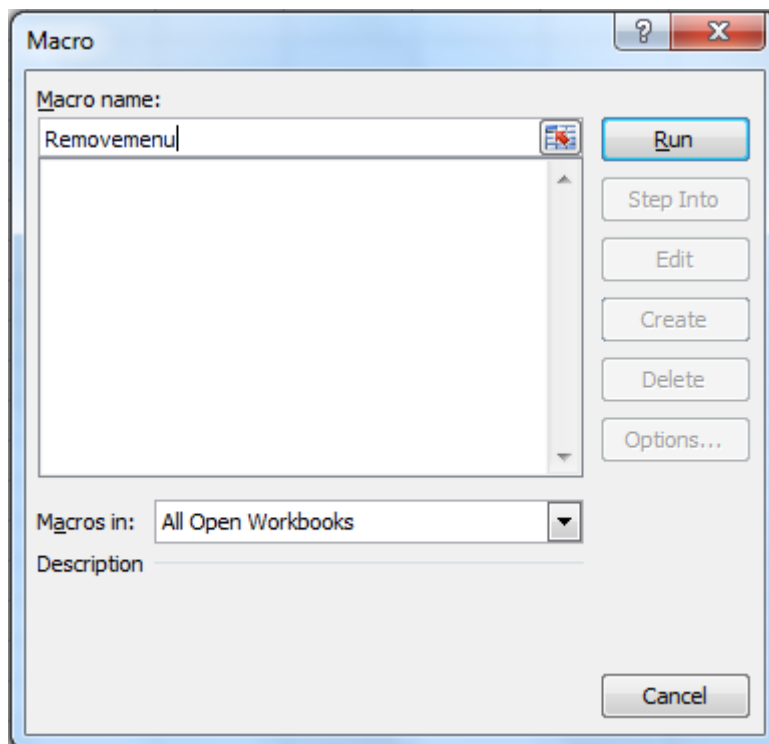 Macro
Macro name:
Removemenu
Run
Step Into
Edit
Create
Delete
Options...
Macros in: All Open Workbooks
Description
Cancel